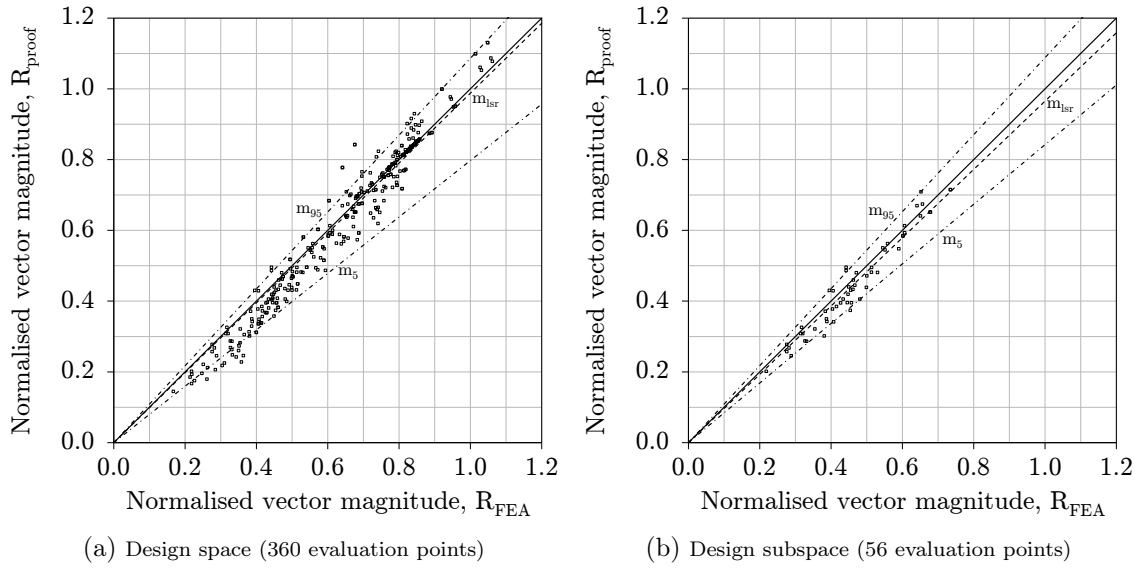 1.2
1.0
0.8
0.6
0.4
0.2
0.0
Normalised vector magnitude, R_proof
m_lsr
m_95
m_5
0.0 0.2 0.4 0.6 0.8 1.0 1.2
Normalised vector magnitude, R_FEA
(a) Design space (360 evaluation points)
1.2
1.0
0.8
0.6
0.4
0.2
0.0
Normalised vector magnitude, R_proof
m_lsr
m_95
m_5
0.0 0.2 0.4 0.6 0.8 1.0 1.2
Normalised vector magnitude, R_FEA
(b) Design subspace (56 evaluation points)